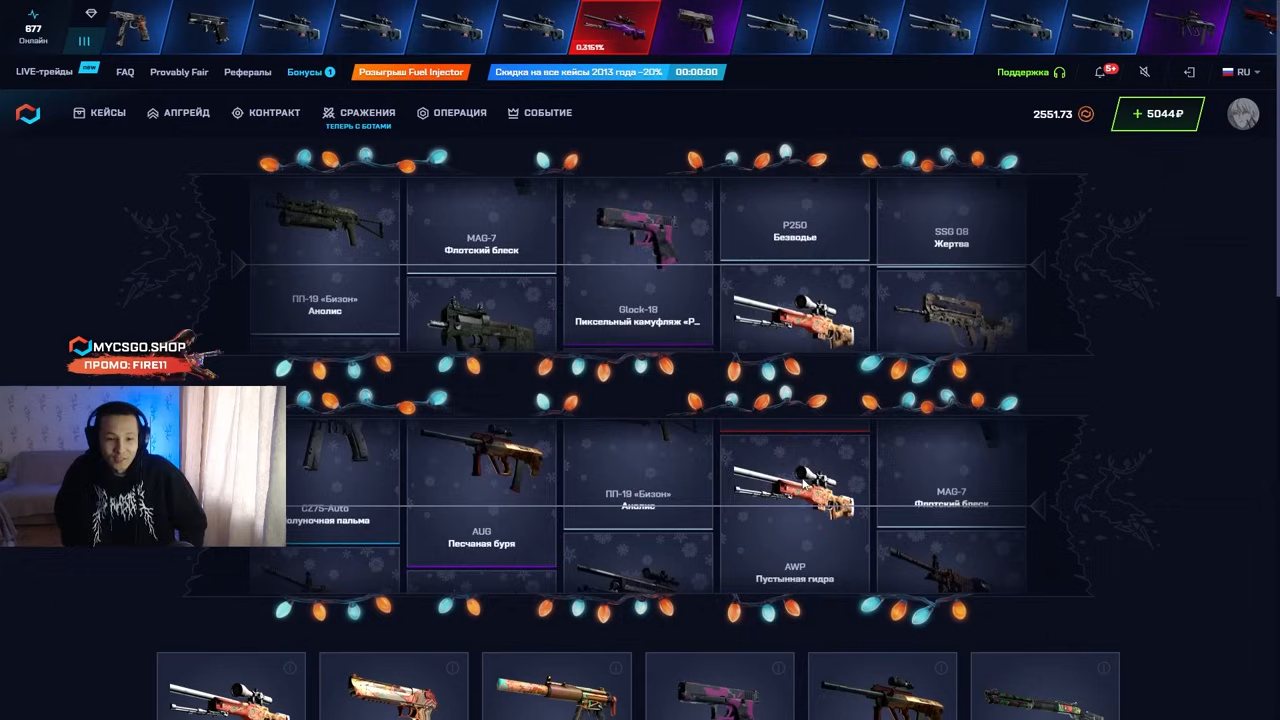 677
Онлайн
0.3151%
LIVE-трейды
new
FAQ
Provably Fair
Рефералы
Бонусы 1
Розыгрыш Fuel Injector
Скидка на все кейсы 2013 года -20%
00:00:00
Поддержка
5+
RU
КЕЙСЫ
АПГРЕЙД
КОНТРАКТ
СРАЖЕНИЯ
ТЕПЕРЬ С БОТАМИ
ОПЕРАЦИЯ
СОБЫТИЕ
2551.73
+ 5044₽
MAG-7
Флотский блеск
P250
Безводье
SSG 08
Жертва
ПП-19 «Бизон»
Анолис
Glock-18
Пиксельный камуфляж «Р...
MYCSGO.SHOP
ПРОМО: FIRE11
CZ75-Auto
олуночная пальма
AUG
Песчаная буря
ПП-19 «Бизон»
Анолис
AWP
Пустынная гидра
MAG-7
Флотский блеск